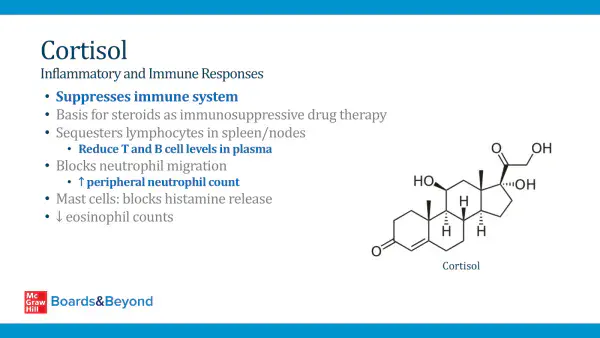 Cortisol
Inflammatory and Immune Responses
• Suppresses immune system
• Basis for steroids as immunosuppressive drug therapy
• Sequesters lymphocytes in spleen/nodes
• Reduce T and B cell levels in plasma
• Blocks neutrophil migration
• ↑ peripheral neutrophil count
• Mast cells: blocks histamine release
• ↓ eosinophil counts
O
OH
HO
OH
H
H
H
O
Cortisol
Mc
Graw
Hill
Boards&Beyond